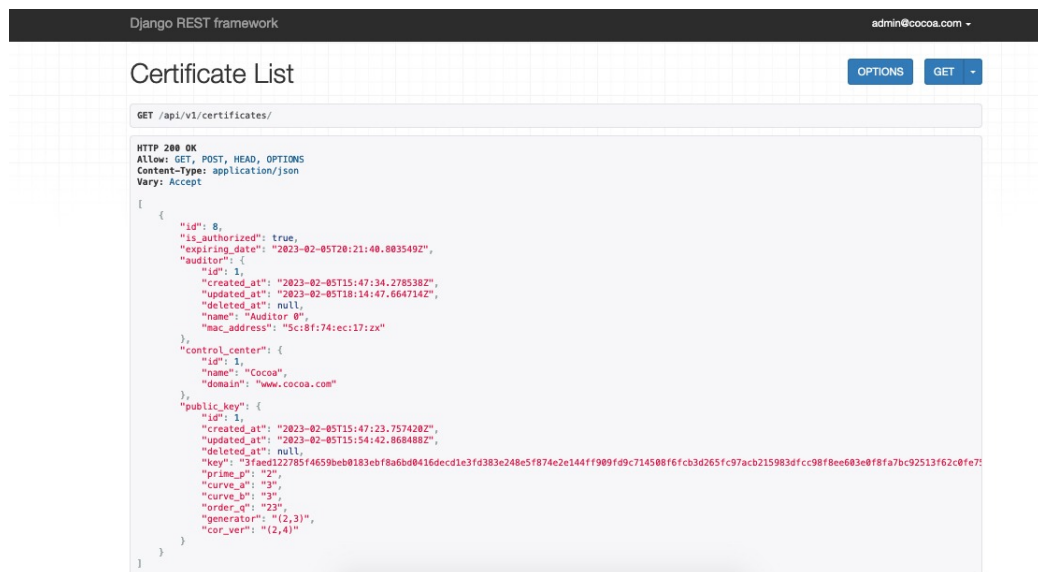 Django REST framework
admin@cocoa.com
Certificate List
OPTIONS
GET
GET /api/v1/certificates/
HTTP 200 OK
Allow: GET, POST, HEAD, OPTIONS
Content-Type: application/json
Vary: Accept
[
{
"id": 8,
"is_authorized": true,
"expiring_date": "2023-02-05T20:21:40.803549Z",
"auditor": {
"id": 1,
"created_at": "2023-02-05T15:47:34.278538Z",
"updated_at": "2023-02-05T18:14:47.664714Z",
"deleted_at": null,
"name": "Auditor 0",
"mac_address": "5c:8f:74:ec:17:zx"
},
"control_center": {
"id": 1,
"name": "Cocoa",
"domain": "www.cocoa.com"
},
"public_key": {
"id": 1,
"created_at": "2023-02-05T15:47:23.757420Z",
"updated_at": "2023-02-05T15:54:42.868488Z",
"deleted_at": null,
"key": "3faed122785f4659beb0183ebf8a6bd0416decd1e3fd383e248e5f874e2e144ff909fd9c714508f6fcb3d265fc97acb215983dfcc98f8ee603e0f8fa7bc92513f62c0fe75
"prime_p": "2",
"curve_a": "3",
"curve_b": "3",
"order_q": "23",
"generator": "(2,3)",
"cor_ver": "(2,4)"
}
}
]